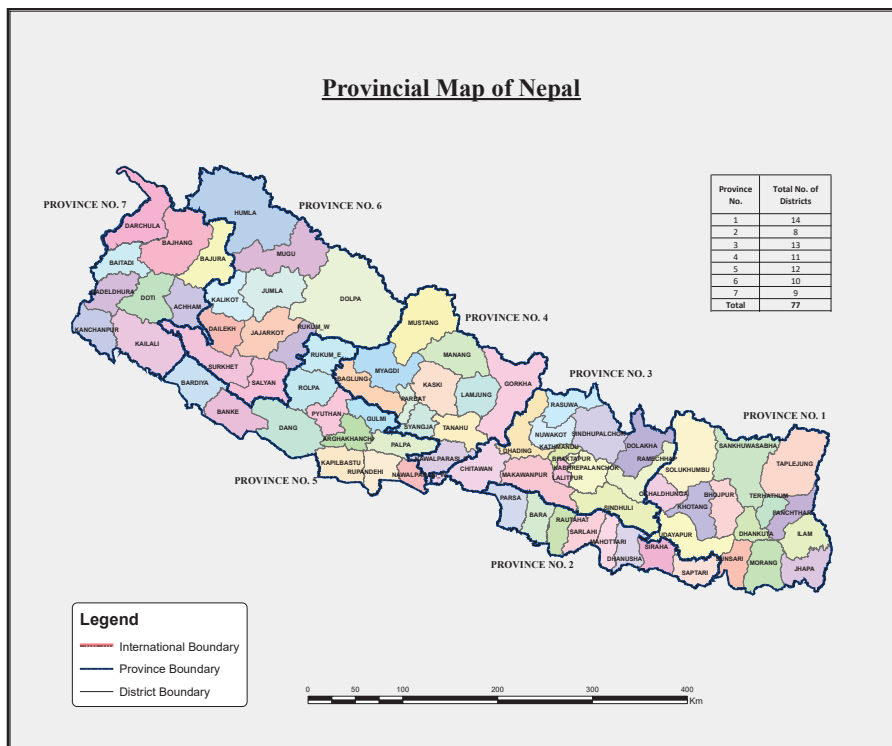 Provincial Map of Nepal
Province No. Total No. of Districts
1 14
2 8
3 13
4 11
5 12
6 10
7 9
Total 77
PROVINCE NO. 7
PROVINCE NO. 6
HUMLA
DARCHULA
BAJHANG
BAJURA
MUGU
BAITADI
DADELDHURA
DOTI
ACHHAM
KALIKOT
JUMLA
DOLPA
KANCHANPUR
KAILALI
DAILEKH
JAJARKOT
RUKUM_W
MUSTANG
PROVINCE NO. 4
SURKHET
RUKUM_E
MANANG
BARDIYA
SALYAN
ROLPA
BAGLUNG
MYAGDI
KASKI
LAMJUNG
GORKHA
PROVINCE NO. 3
BANKE
DANG
PYUTHAN
GULMI
PARBAT
SYANGJA
TANAHU
RASUWA
NUWAKOT
SINDHUPALCHOK
DOLAKHA
PROVINCE NO. 1
ARGHAKHANCHI
PALPA
NAWALPARASI
DHADING
KATHMANDU
BHAKTAPUR
KABHREPALANCHOK
LALITPUR
RAMECHHAP
SOLUKHUMBU
SANKHUWASABHA
TAPLEJUNG
KAPILBASTU
RUPANDEHI
CHITAWAN
MAKAWANPUR
SINDHULI
OKHALDHUNGA
KHOTANG
BHOJPUR
TERHATHUM
PANCHTHAR
PROVINCE NO. 5
PARSA
BARA
RAUTAHAT
SARLAHI
MAHOTTARI
DHANUSHA
SIRAHA
UDAYAPUR
DHANKUTA
ILAM
PROVINCE NO. 2
SAPTARI
SUNSARI
MORANG
JHAPA
Legend
International Boundary
Province Boundary
District Boundary
0 25 50 100 200 300 400
Km